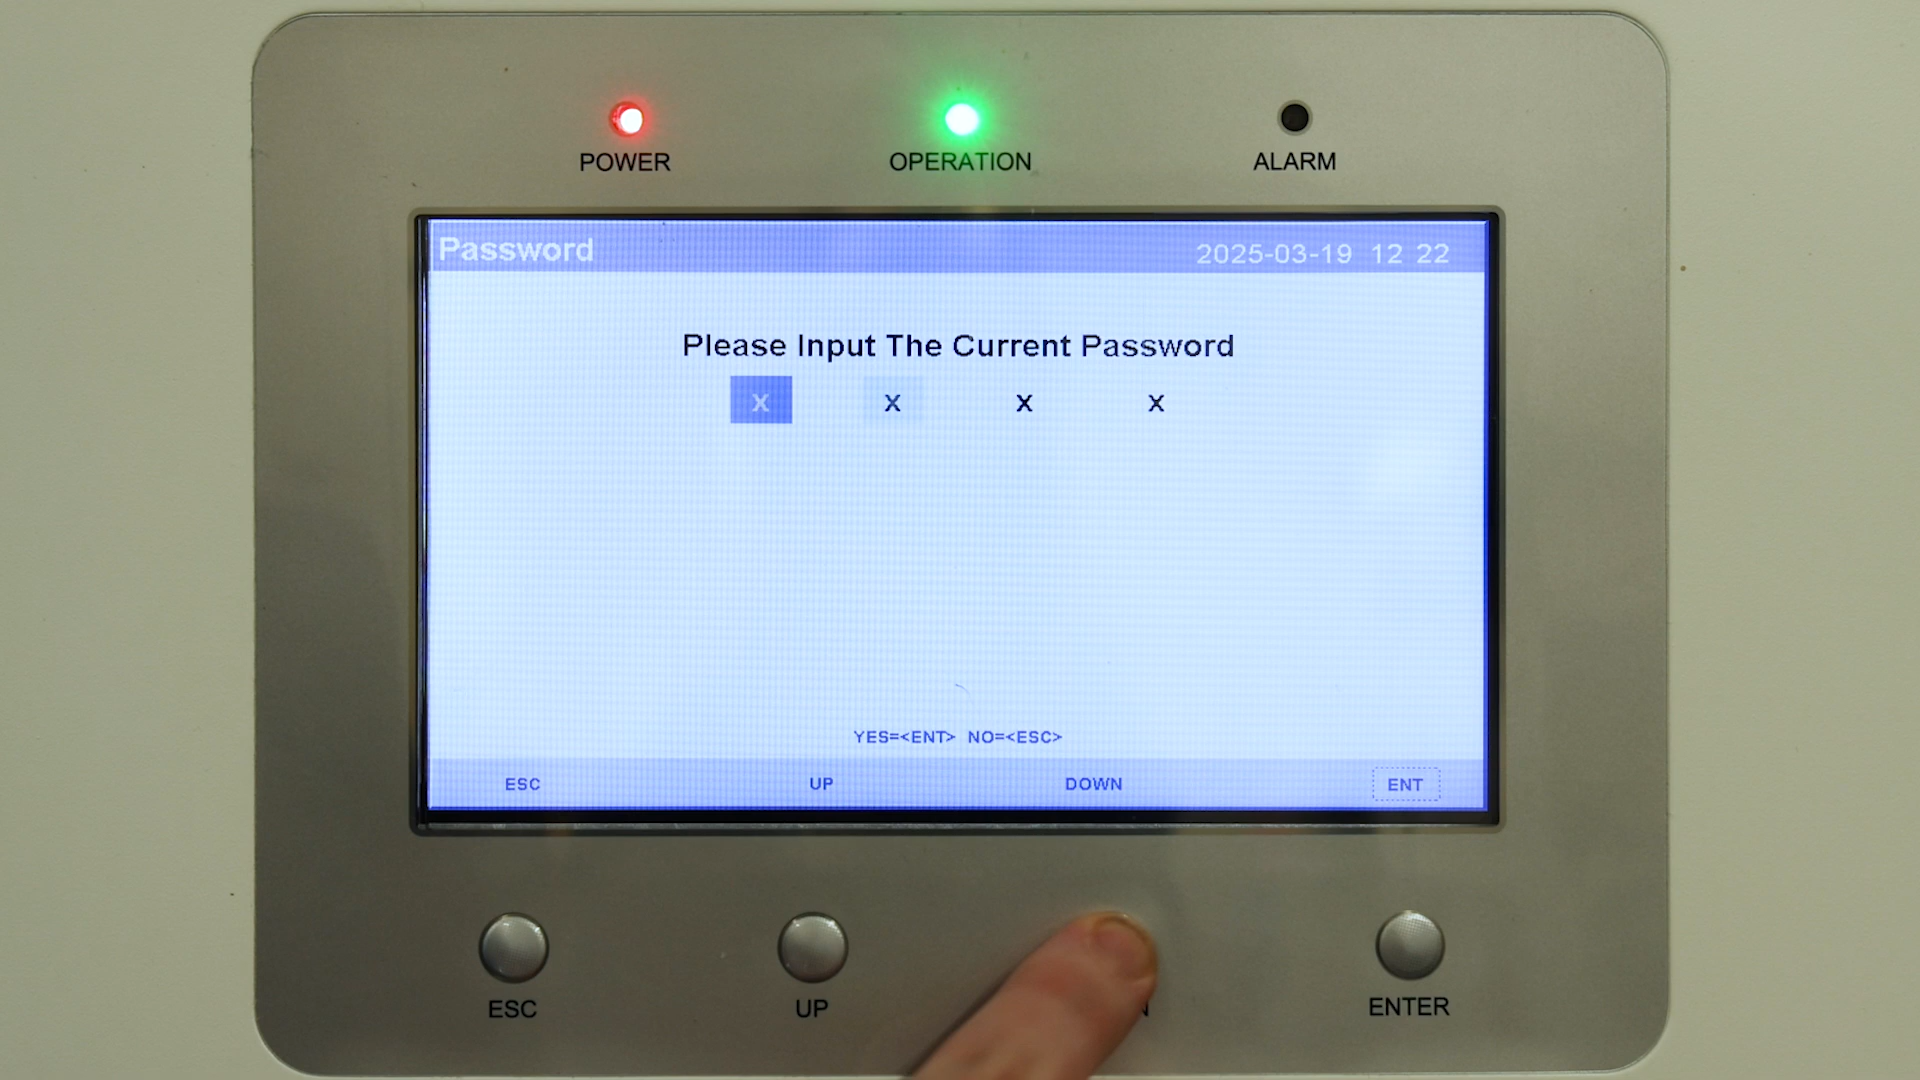 POWER
OPERATION
ALARM
Password
2025-03-19 12 22
Please Input The Current Password
X X X X
YES=<ENT> NO=<ESC>
ESC UP DOWN ENT
ESC UP ENTER